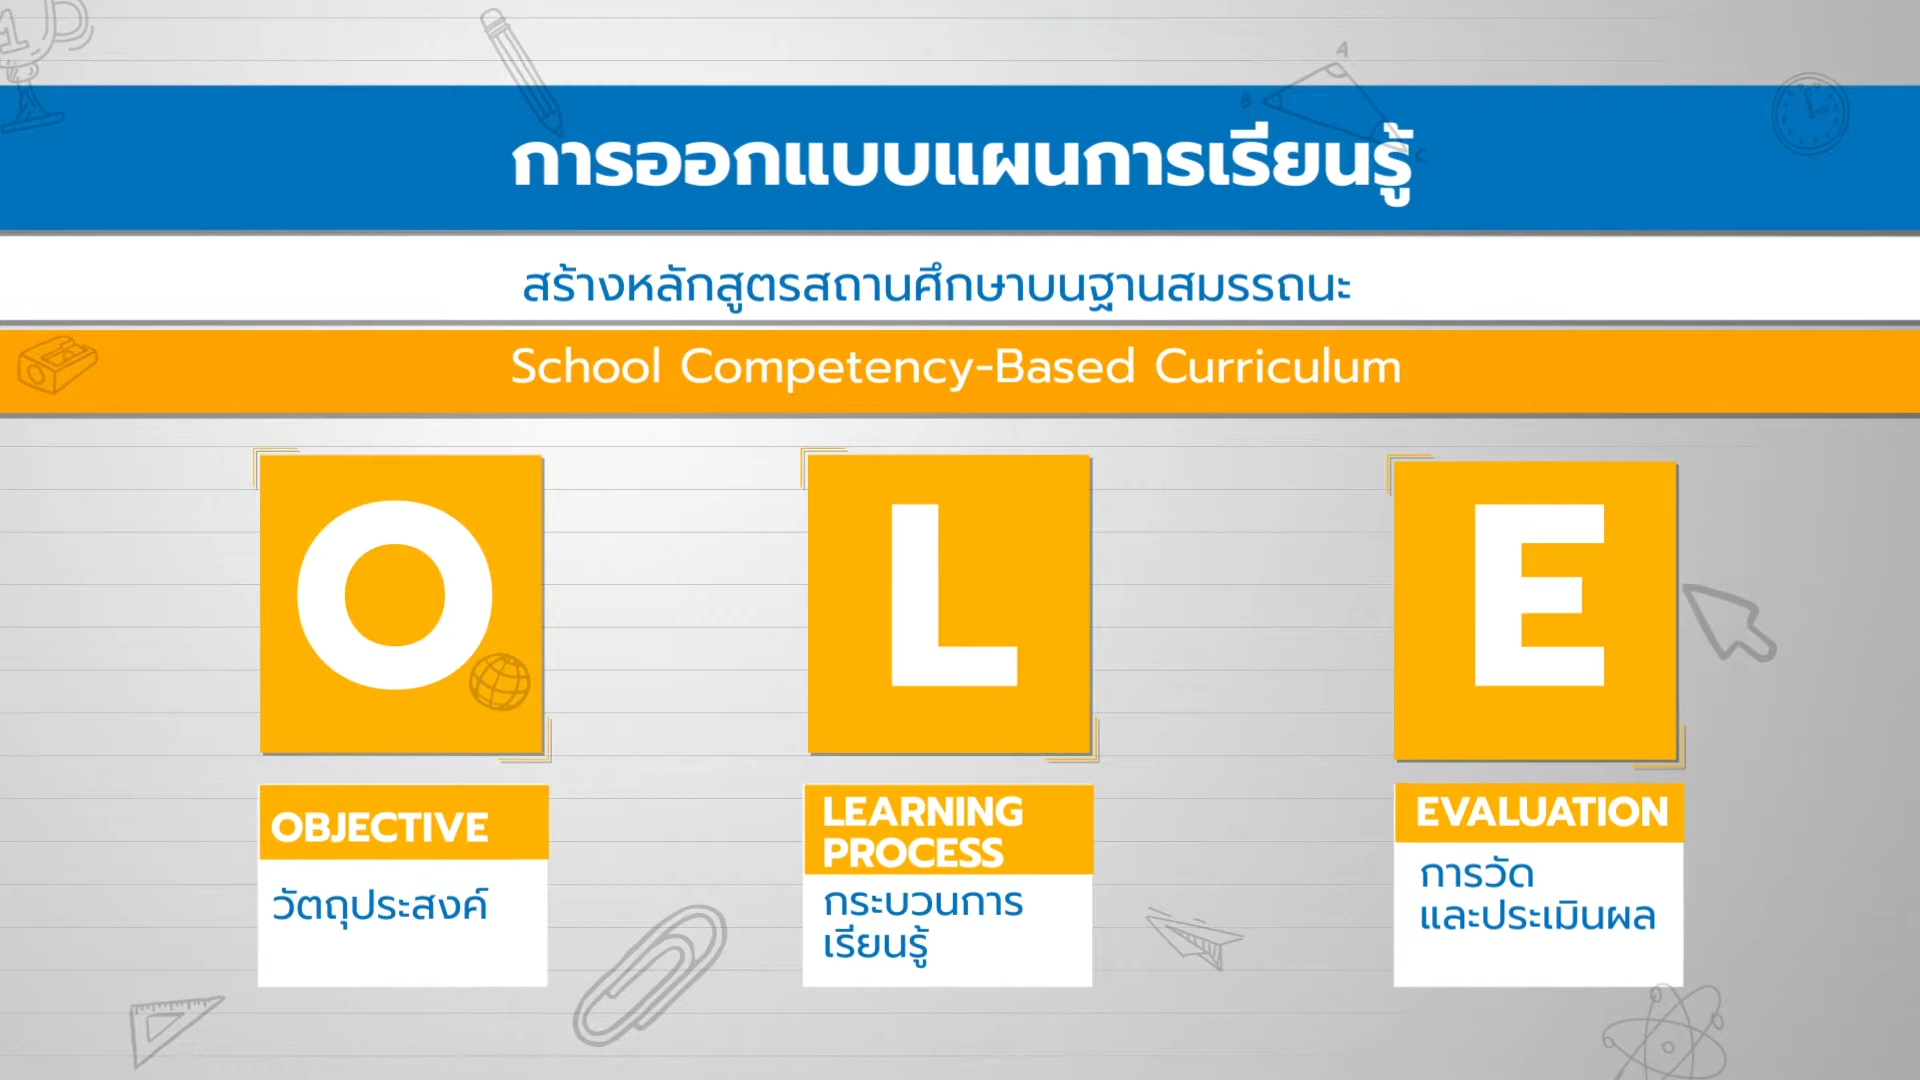 การออกแบบแผนการเรียนรู้
สร้างหลักสูตรสถานศึกษาบนฐานสมรรถนะ
School Competency-Based Curriculum
O
OBJECTIVE
วัตถุประสงค์
L
LEARNING
PROCESS
กระบวนการ
เรียนรู้
E
EVALUATION
การวัด
และประเมินผล
1
A
B
C